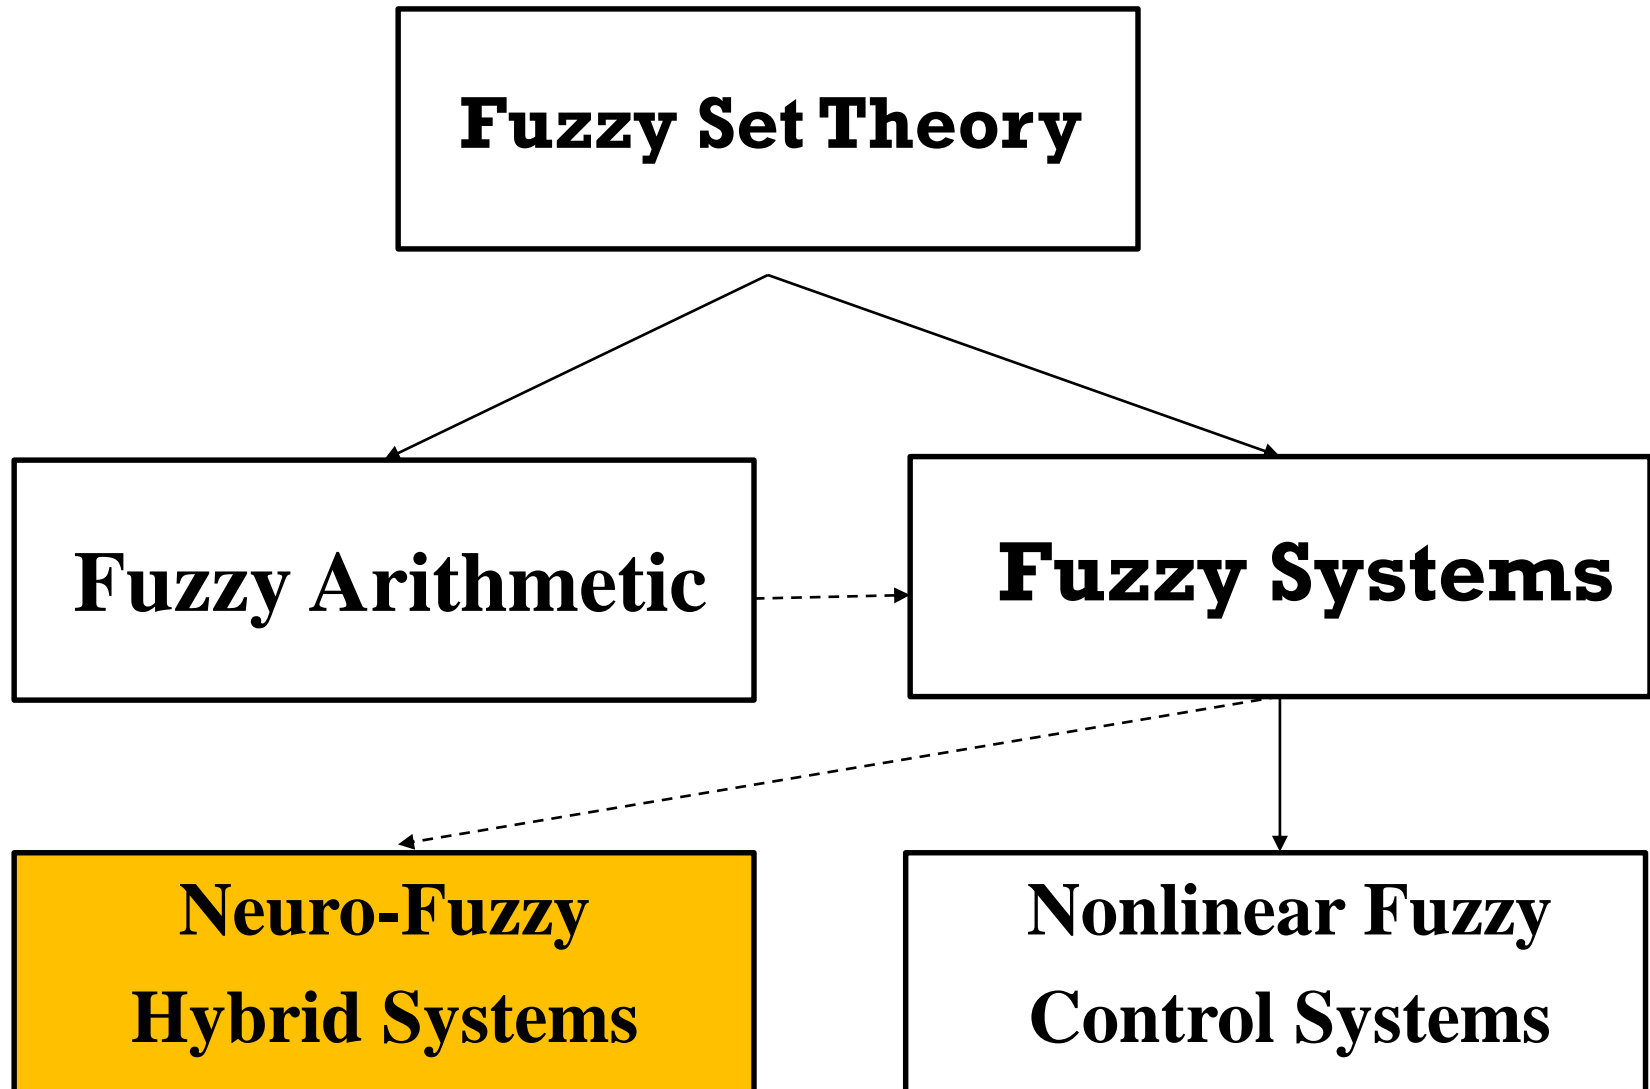 Fuzzy Set Theory
Fuzzy Arithmetic
Fuzzy Systems
Neuro-Fuzzy
Hybrid Systems
Nonlinear Fuzzy
Control Systems